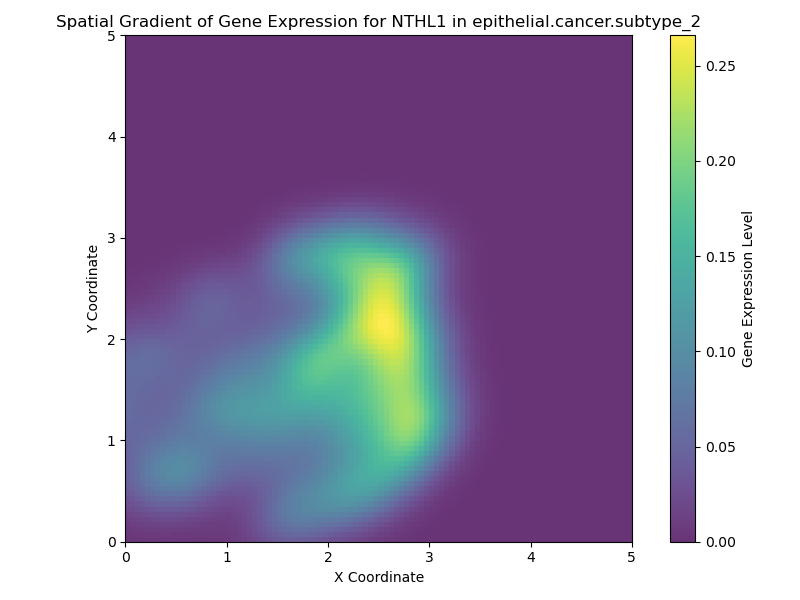 Spatial Gradient of Gene Expression for NTHL1 in epithelial.cancer.subtype_2
5
4
3
2
1
0
0 1 2 3 4 5
X Coordinate
Y Coordinate
0.25
0.20
0.15
0.10
0.05
0.00
Gene Expression Level